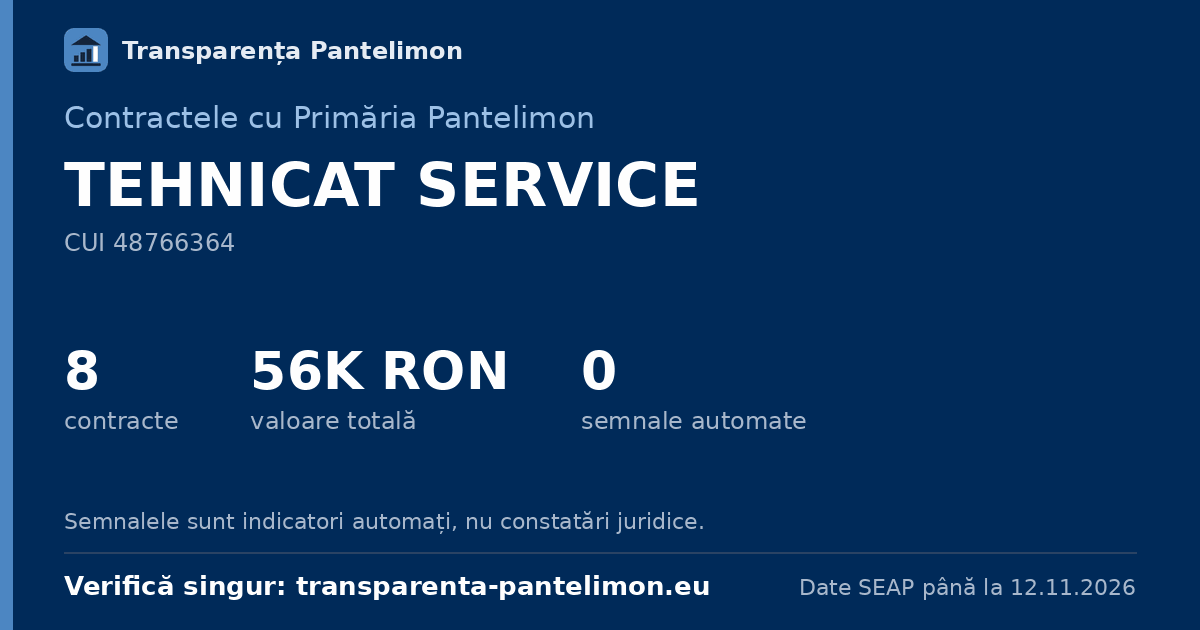 Transparența Pantelimon
Contractele cu Primăria Pantelimon
TEHNICAT SERVICE
CUI 48766364
8
contracte
56K RON
valoare totală
0
semnale automate
Semnalele sunt indicatori automați, nu constatări juridice.
Verifică singur: transparenta-pantelimon.eu
Date SEAP până la 12.11.2026